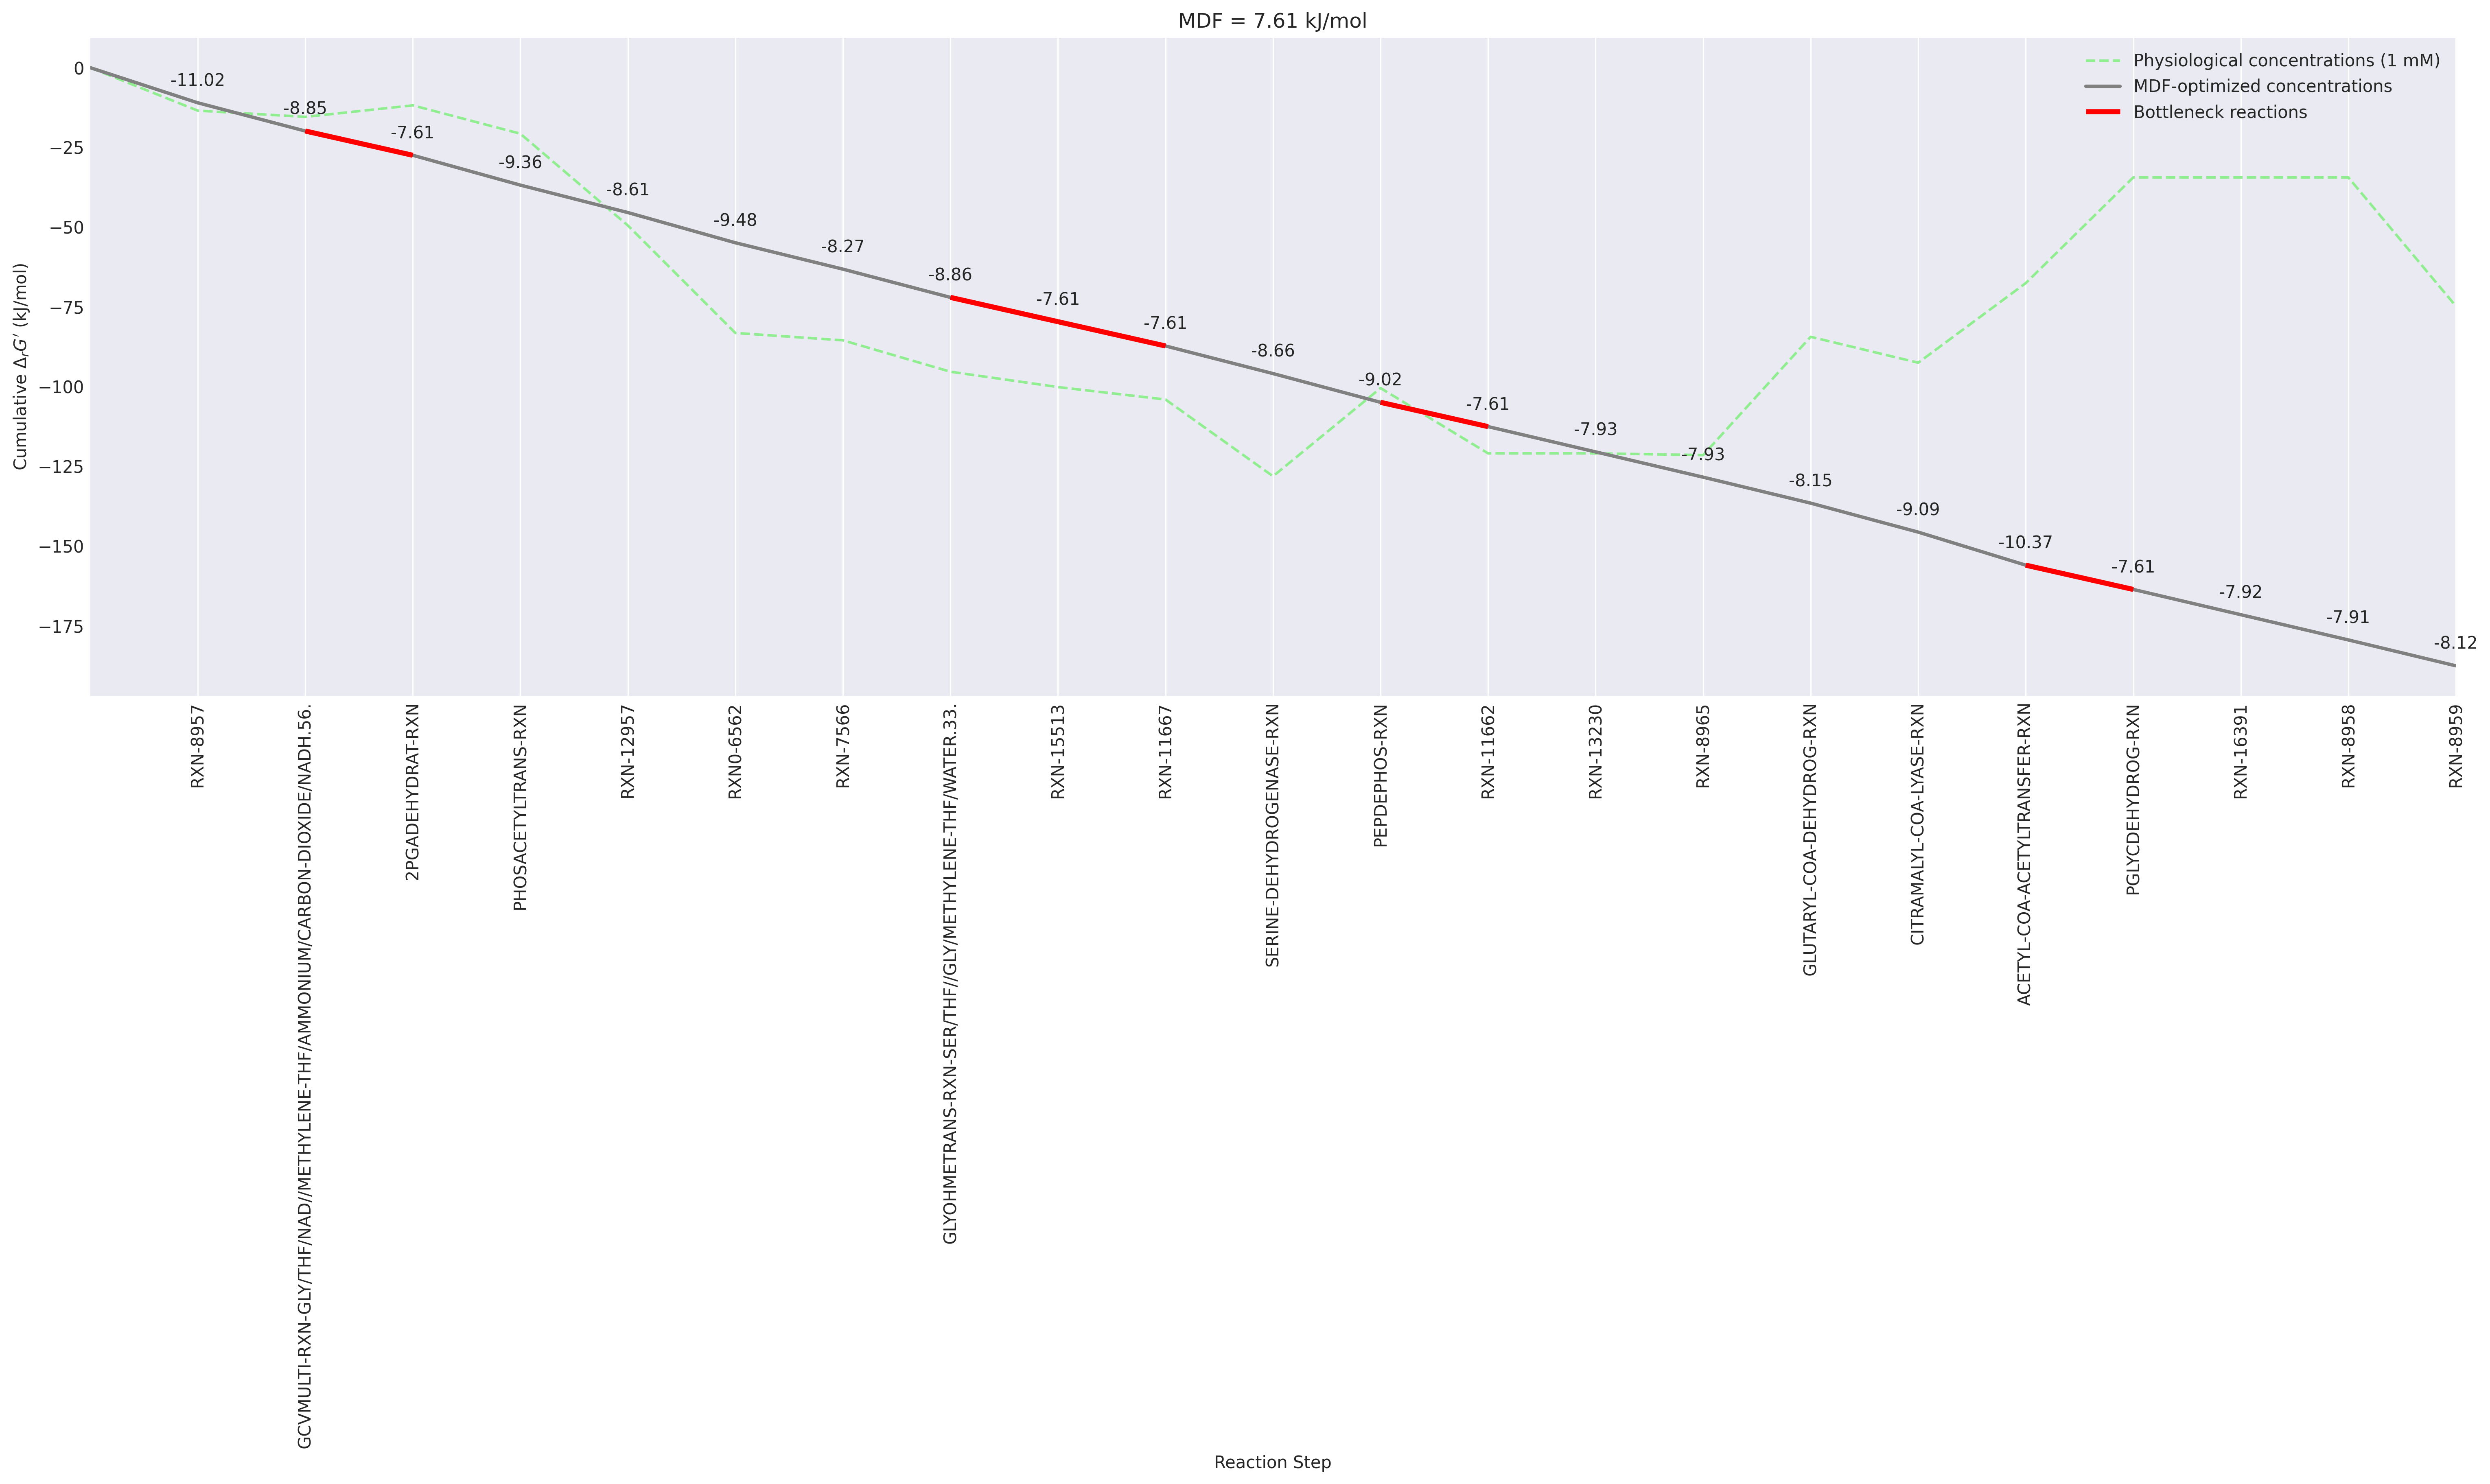 MDF = 7.61 kJ/mol
Physiological concentrations (1 mM)
MDF-optimized concentrations
Bottleneck reactions
Cumulative ΔrG′ (kJ/mol)
0
−25
−50
−75
−100
−125
−150
−175
-11.02
-8.85
-7.61
-9.36
-8.61
-9.48
-8.27
-8.86
-7.61
-7.61
-8.66
-9.02
-7.61
-7.93
-7.93
-8.15
-9.09
-10.37
-7.61
-7.92
-7.91
-8.12
RXN-8957
GCVMULTI-RXN-GLY/THF/NAD//METHYLENE-THF/AMMONIUM/CARBON-DIOXIDE/NADH.56.
2PGADEHYDRAT-RXN
PHOSACETYLTRANS-RXN
RXN-12957
RXN0-6562
RXN-7566
GLYOHMETRANS-RXN-SER/THF//GLY/METHYLENE-THF/WATER.33.
RXN-15513
RXN-11667
SERINE-DEHYDROGENASE-RXN
PEPDEPHOS-RXN
RXN-11662
RXN-13230
RXN-8965
GLUTARYL-COA-DEHYDROG-RXN
CITRAMALYL-COA-LYASE-RXN
ACETYL-COA-ACETYLTRANSFER-RXN
PGLYCDEHYDROG-RXN
RXN-16391
RXN-8958
RXN-8959
Reaction Step